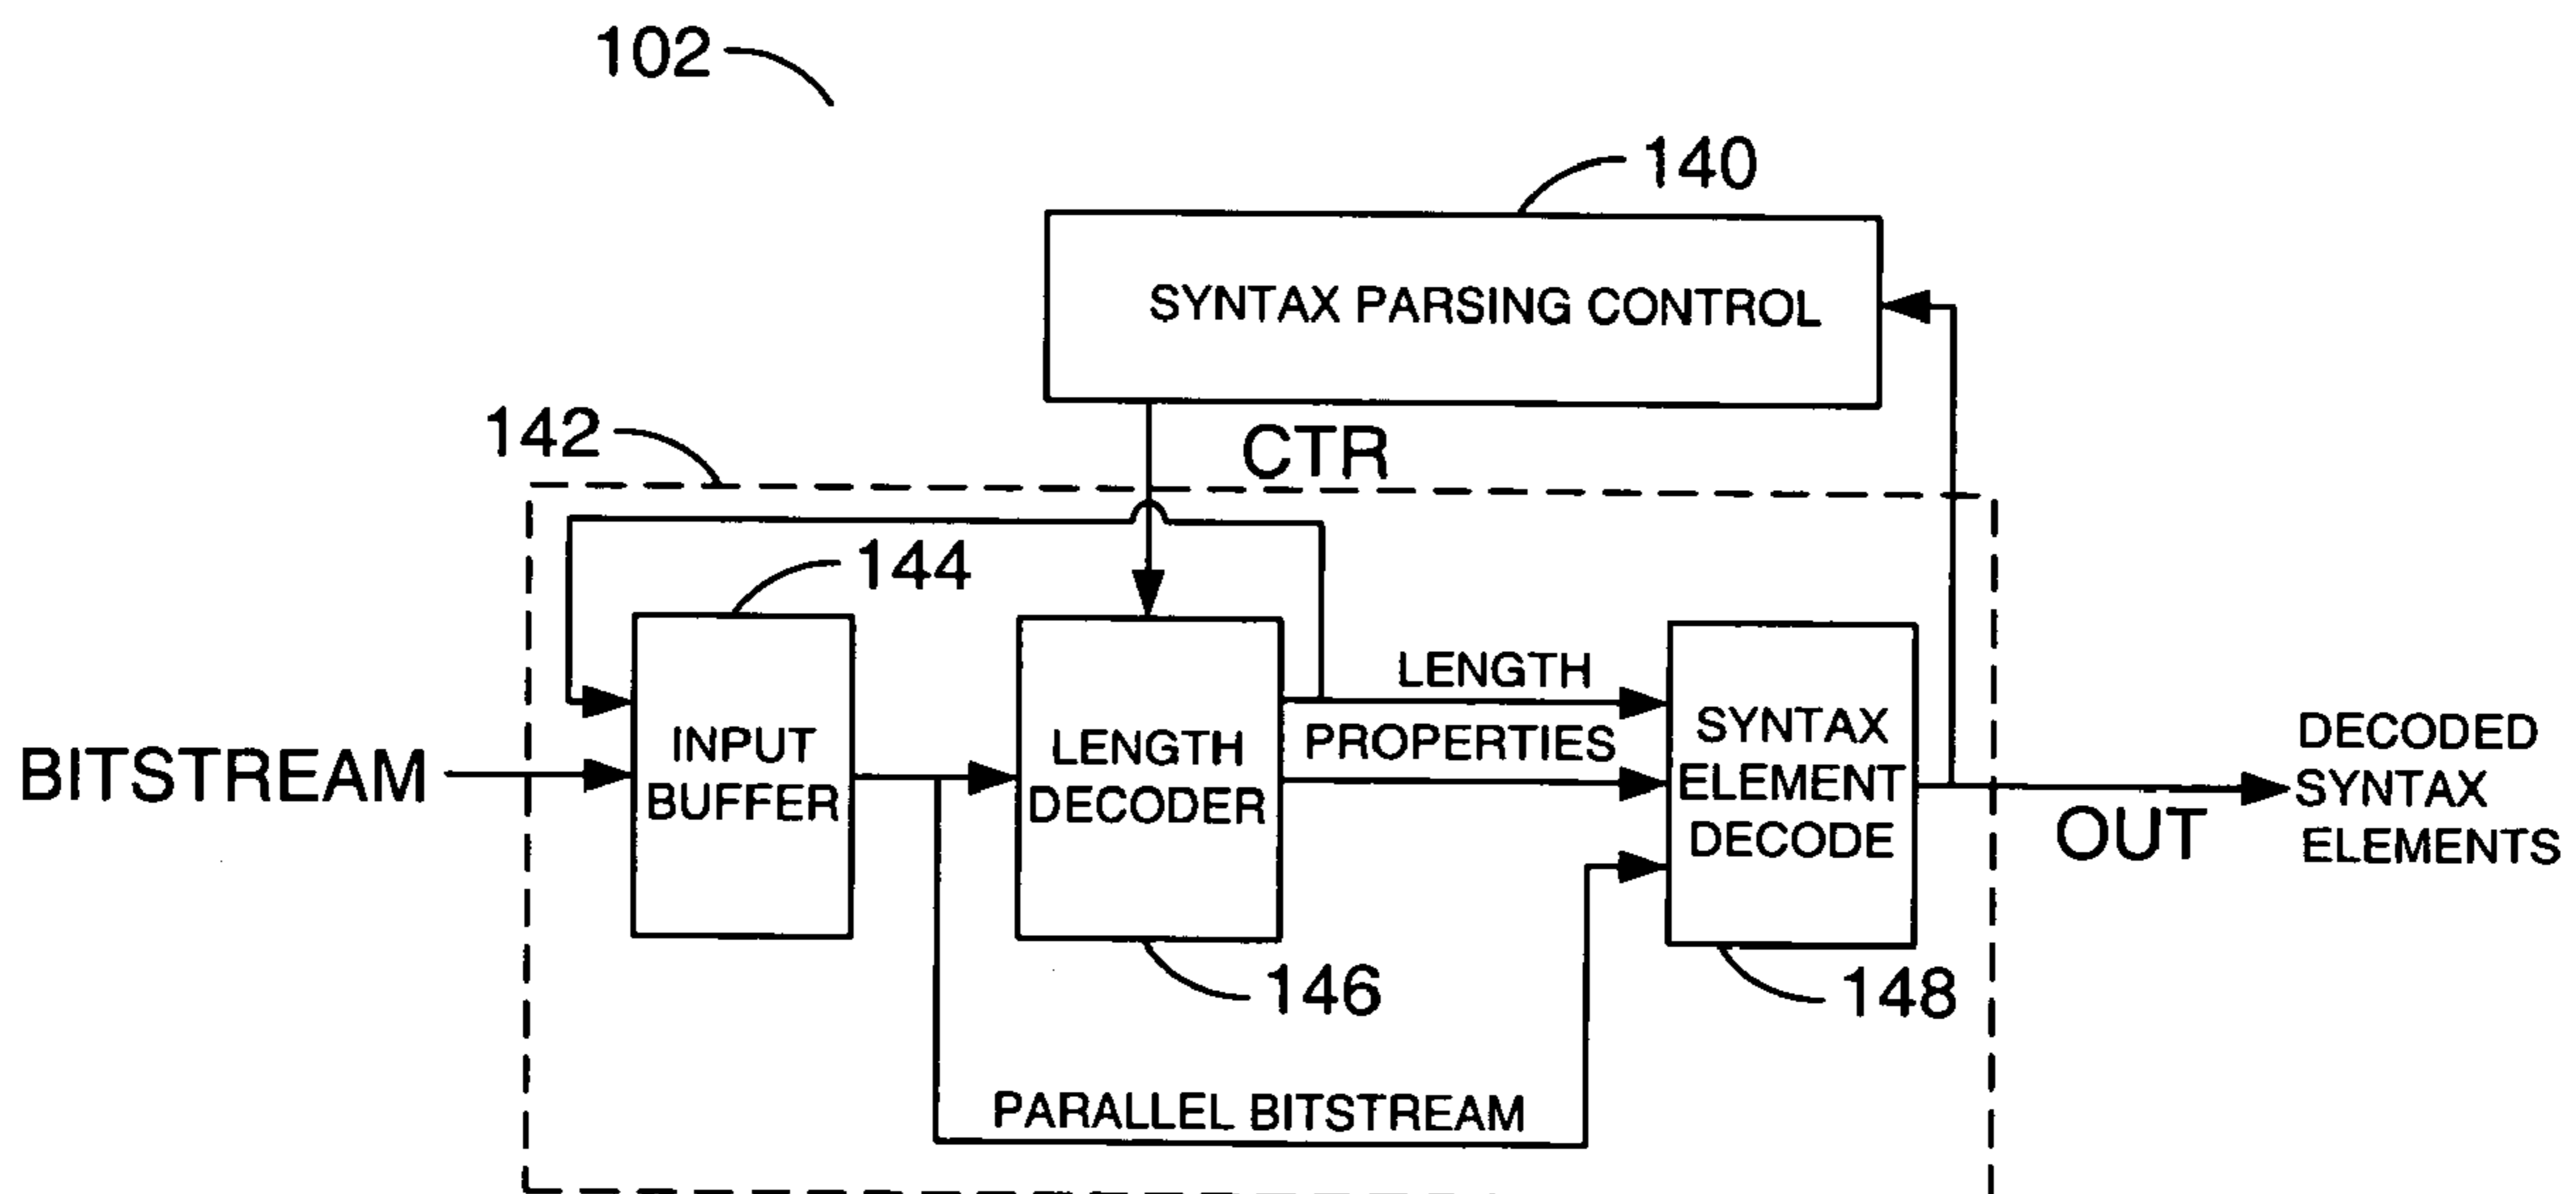 102
140
SYNTAX PARSING CONTROL
142
CTR
144
LENGTH
PROPERTIES
BITSTREAM
INPUT
BUFFER
LENGTH
DECODER
SYNTAX
ELEMENT
DECODE
DECODED
SYNTAX
ELEMENTS
OUT
146
148
PARALLEL BITSTREAM